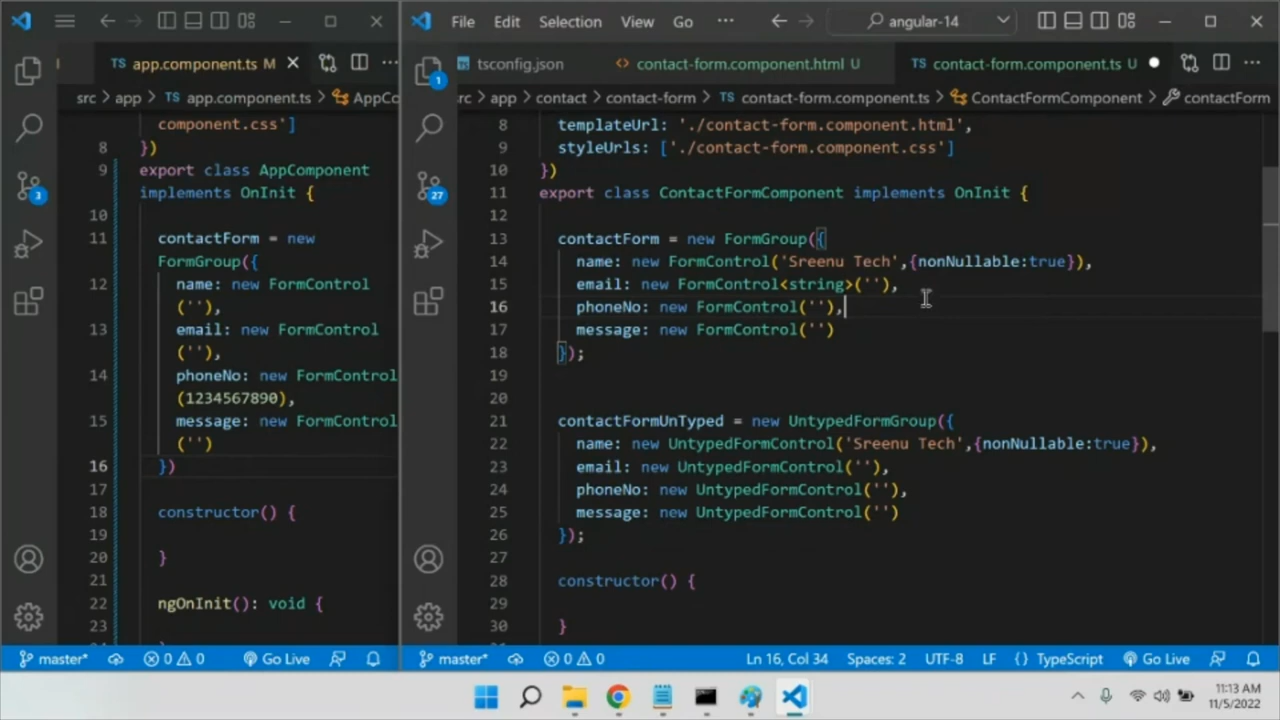 File Edit Selection View Go ··· angular-14
app.component.ts M
src > app > app.component.ts > AppCo
component.css']
8 })
9 export class AppComponent
implements OnInit {
10
11 contactForm = new
FormGroup({
12 name: new FormControl
(''),
13 email: new FormControl
(''),
14 phoneNo: new FormControl
(1234567890),
15 message: new FormControl
('')
16 })
17
18 constructor() {
19
20 }
21
22 ngOnInit(): void {
23
master* 0 0 Go Live
tsconfig.json contact-form.component.html U TS contact-form.component.ts U
rc > app > contact > contact-form > TS contact-form.component.ts > ContactFormComponent > contactForm
1
3
27
8 templateUrl: './contact-form.component.html',
9 styleUrls: ['./contact-form.component.css']
10 })
11 export class ContactFormComponent implements OnInit {
12
13 contactForm = new FormGroup({
14 name: new FormControl('Sreenu Tech',{nonNullable:true}),
15 email: new FormControl<string>(''),
16 phoneNo: new FormControl(''),
17 message: new FormControl('')
18 });
19
20
21 contactFormUnTyped = new UntypedFormGroup({
22 name: new UntypedFormControl('Sreenu Tech',{nonNullable:true}),
23 email: new UntypedFormControl(''),
24 phoneNo: new UntypedFormControl(''),
25 message: new UntypedFormControl('')
26 });
27
28 constructor() {
29
30 }
master* 0 0 Ln 16, Col 34 Spaces: 2 UTF-8 LF {} TypeScript Go Live
11:13 AM
11/5/2022